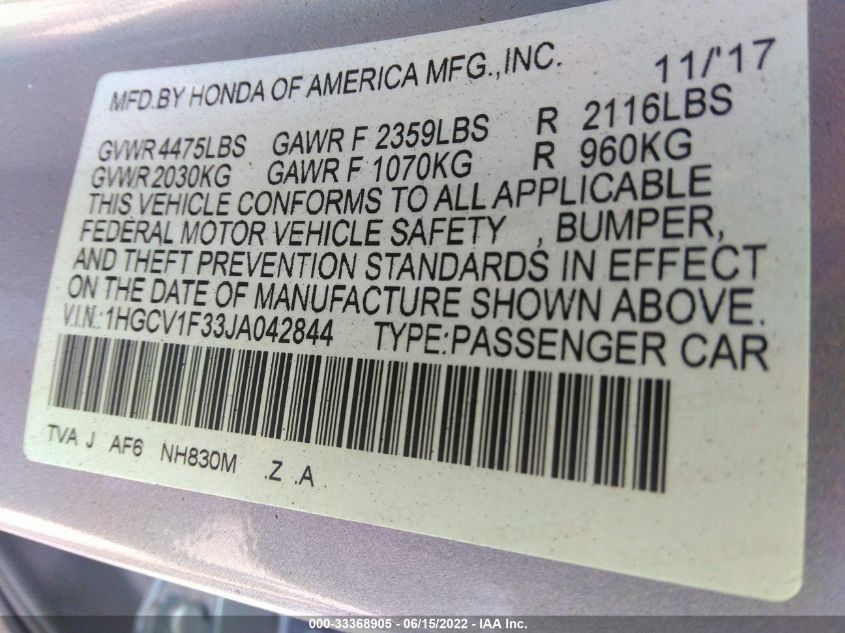 MFD.BY HONDA OF AMERICA MFG.,INC. 11/'17
GVWR 4475LBS GAWR F 2359LBS R 2116LBS
GVWR 2030KG GAWR F 1070KG R 960KG
THIS VEHICLE CONFORMS TO ALL APPLICABLE
FEDERAL MOTOR VEHICLE SAFETY , BUMPER,
AND THEFT PREVENTION STANDARDS IN EFFECT
ON THE DATE OF MANUFACTURE SHOWN ABOVE.
V.I.N.:1HGCV1F33JA042844 TYPE:PASSENGER CAR
TVA J AF6 NH830M .Z .A
000-33368905 - 06/15/2022 - IAA Inc.